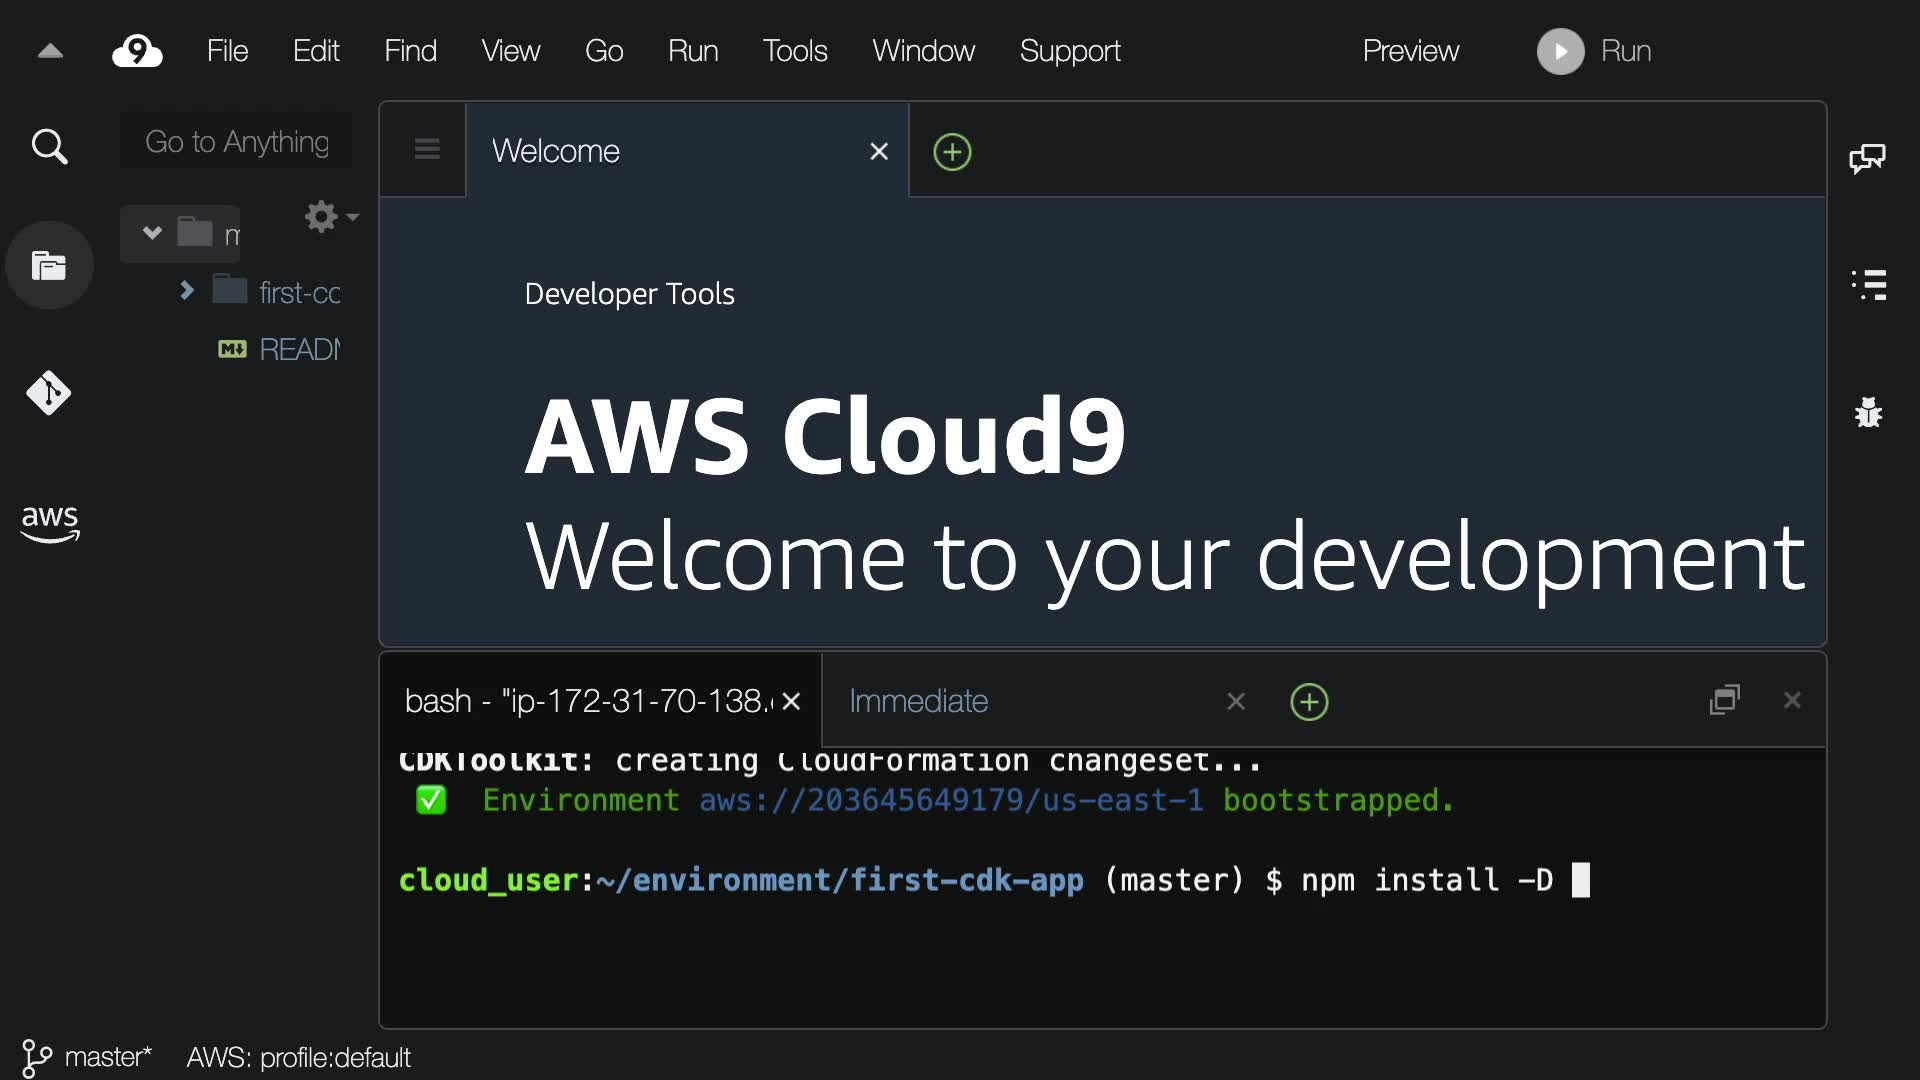 9 File Edit Find View Go Run Tools Window Support Preview Run
Go to Anything
Welcome
m
first-cc
READM
Developer Tools
AWS Cloud9
Welcome to your development
aws
bash - "ip-172-31-70-138.
Immediate
CDKToolkit: creating CloudFormation changeset...
✅ Environment aws://203645649179/us-east-1 bootstrapped.
cloud_user:~/environment/first-cdk-app (master) $ npm install -D
master* AWS: profile:default